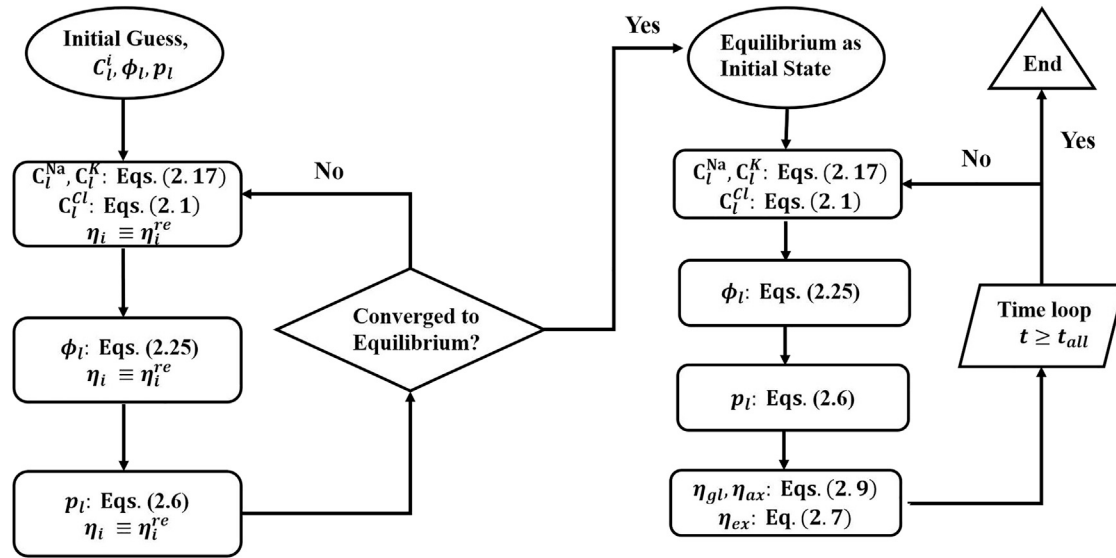 Initial Guess,
C_l^i, ϕ_l, p_l
C_l^Na, C_l^K: Eqs. (2.17)
C_l^Cl: Eqs. (2.1)
η_i ≡ η_i^re
ϕ_l: Eqs. (2.25)
η_i ≡ η_i^re
p_l: Eqs. (2.6)
η_i ≡ η_i^re
No
Converged to
Equilibrium?
Yes
Equilibrium as
Initial State
C_l^Na, C_l^K: Eqs. (2.17)
C_l^Cl: Eqs. (2.1)
ϕ_l: Eqs. (2.25)
p_l: Eqs. (2.6)
η_gl, η_ax: Eqs. (2.9)
η_ex: Eq. (2.7)
Time loop
t ≥ t_all
No
Yes
End